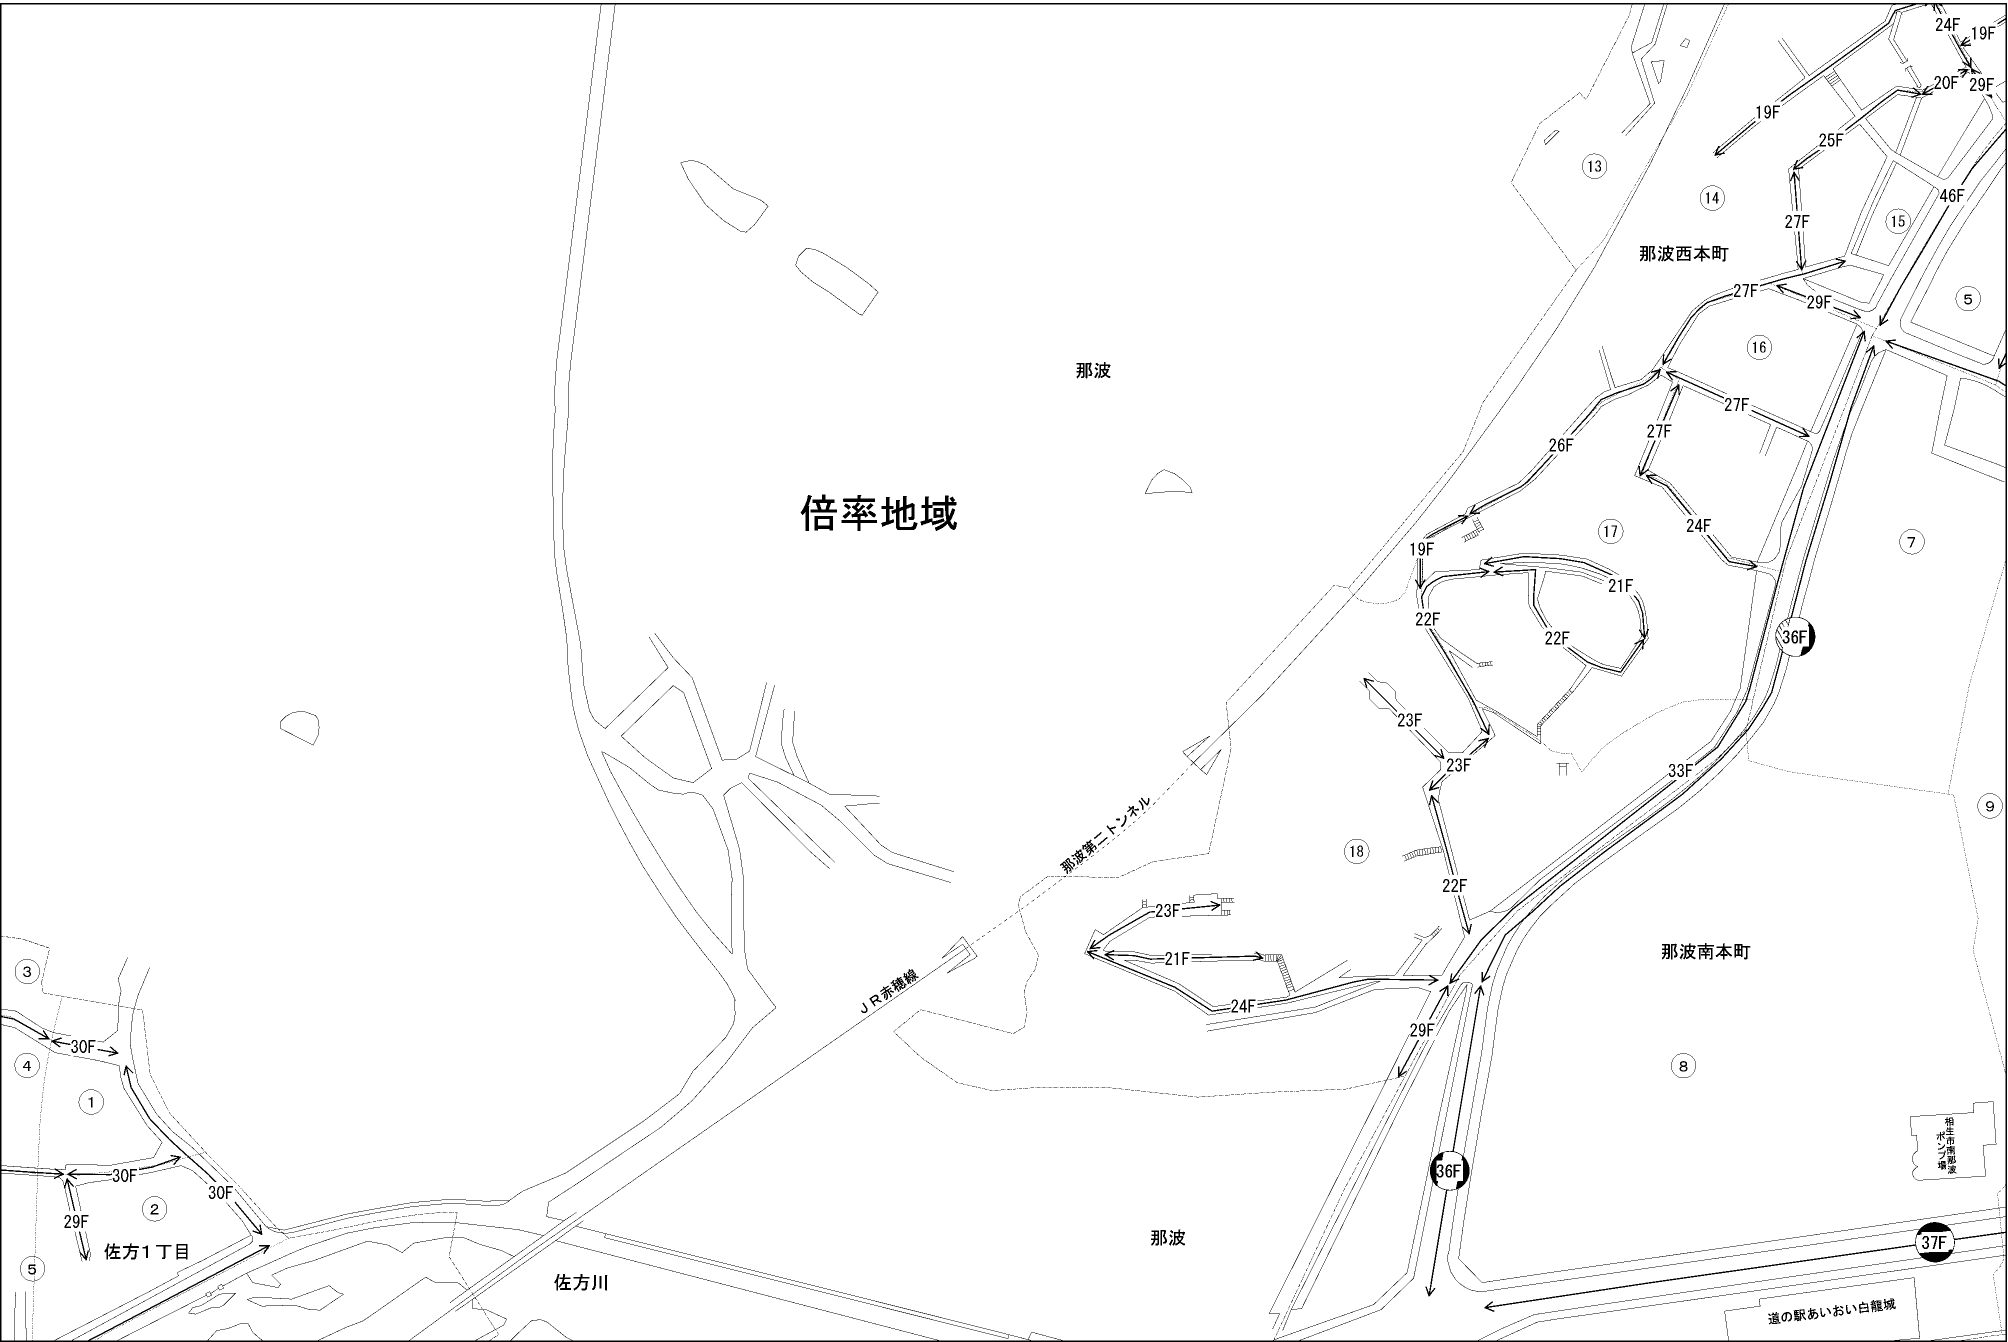 24F
19F
20F
29F
19F
25F
13
46F
14
27F
15
那波西本町
27F
29F
5
16
那波
27F
27F
26F
倍率地域
24F
17
7
19F
21F
22F
22F
36F
23F
23F
33F
9
那波第二トンネル
18
22F
23F
那波南本町
21F
3
JR赤穂線
24F
29F
30F
4
8
1
相生市南那波
ポンプ場
36F
30F
30F
2
29F
那波
37F
佐方1丁目
5
佐方川
道の駅あいおい白龍城